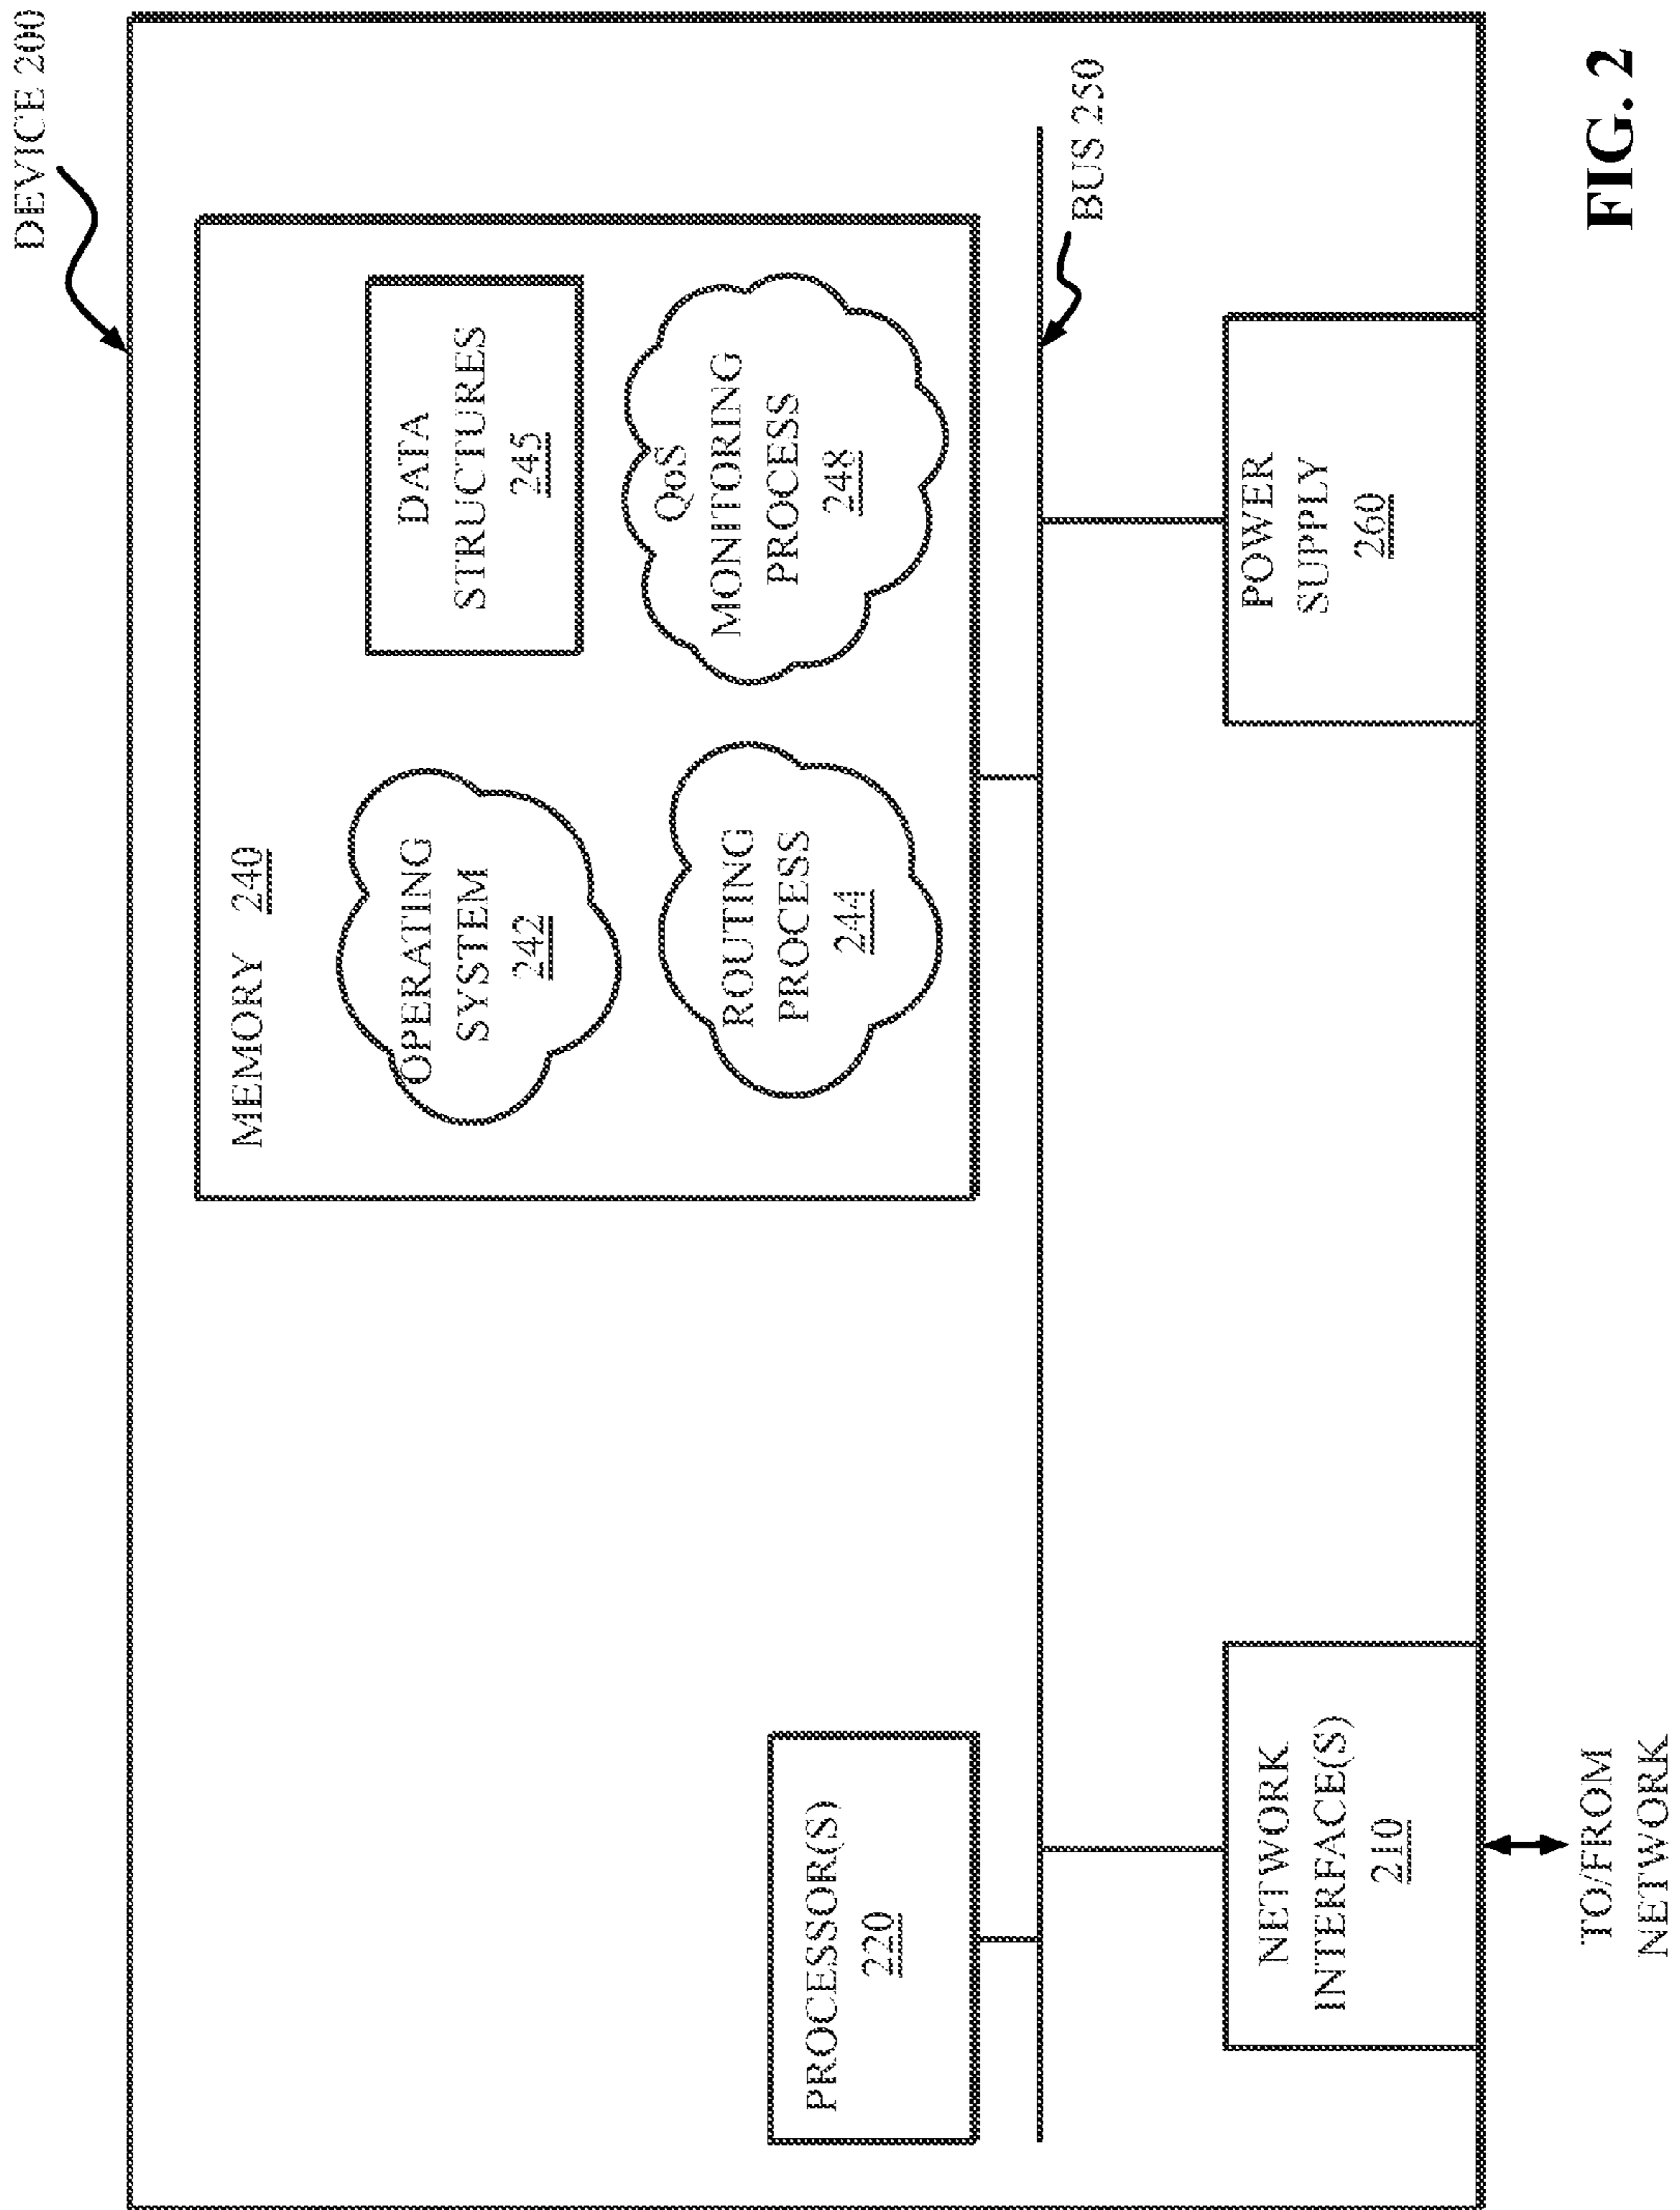 DEVICE 200
MEMORY 240
OPERATING
SYSTEM
242
DATA
STRUCTURES
245
ROUTING
PROCESS
244
QoS
MONITORING
PROCESS
248
PROCESSOR(S)
220
BUS 250
NETWORK
INTERFACE(S)
210
POWER
SUPPLY
260
TO/FROM
NETWORK
FIG. 2